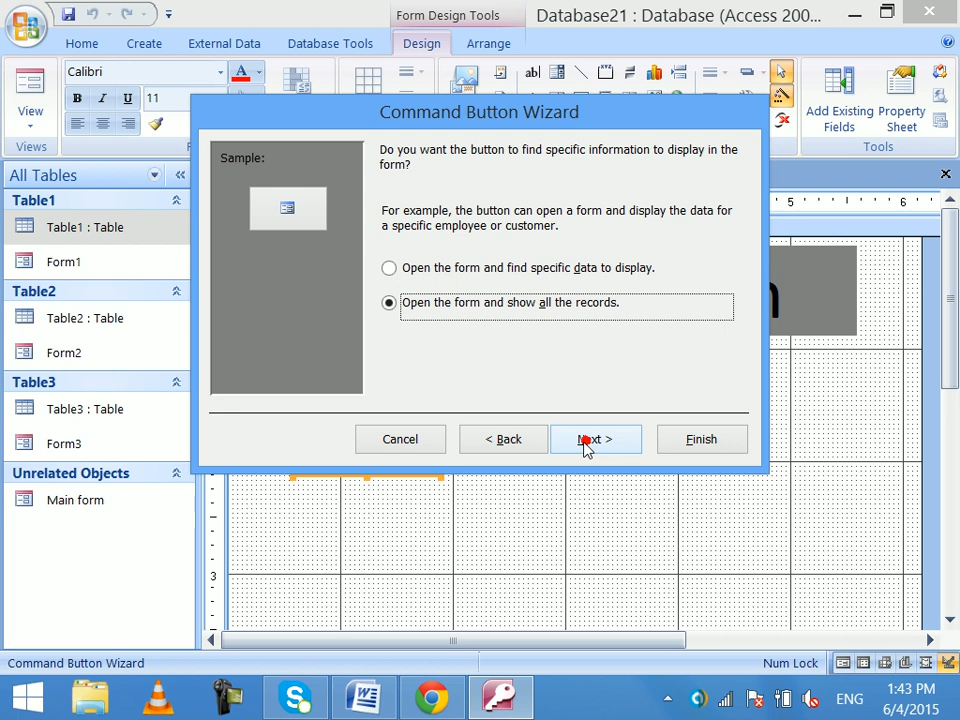 Form Design Tools
Database21 : Database (Access 200...
Home
Create
External Data
Database Tools
Design
Arrange
View
Views
Calibri
B I U 11
Add Existing Fields
Property Sheet
Tools
Command Button Wizard
Sample:
Do you want the button to find specific information to display in the
form?
For example, the button can open a form and display the data for
a specific employee or customer.
Open the form and find specific data to display.
Open the form and show all the records.
Cancel
< Back
Next >
Finish
All Tables
Table1
Table1 : Table
Form1
Table2
Table2 : Table
Form2
Table3
Table3 : Table
Form3
Unrelated Objects
Main form
5
6
3
Command Button Wizard
Num Lock
ENG
1:43 PM
6/4/2015